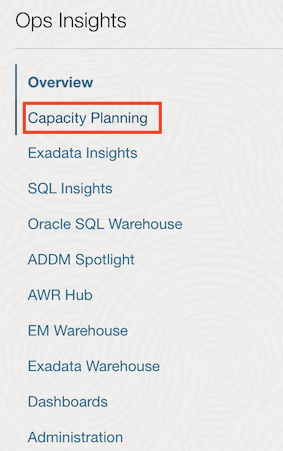 Ops Insights
Overview
Capacity Planning
Exadata Insights
SQL Insights
Oracle SQL Warehouse
ADDM Spotlight
AWR Hub
EM Warehouse
Exadata Warehouse
Dashboards
Administration